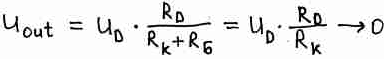 U_out = U_D · R_D / (R_K + R_Б) = U_D · R_D / R_K → 0